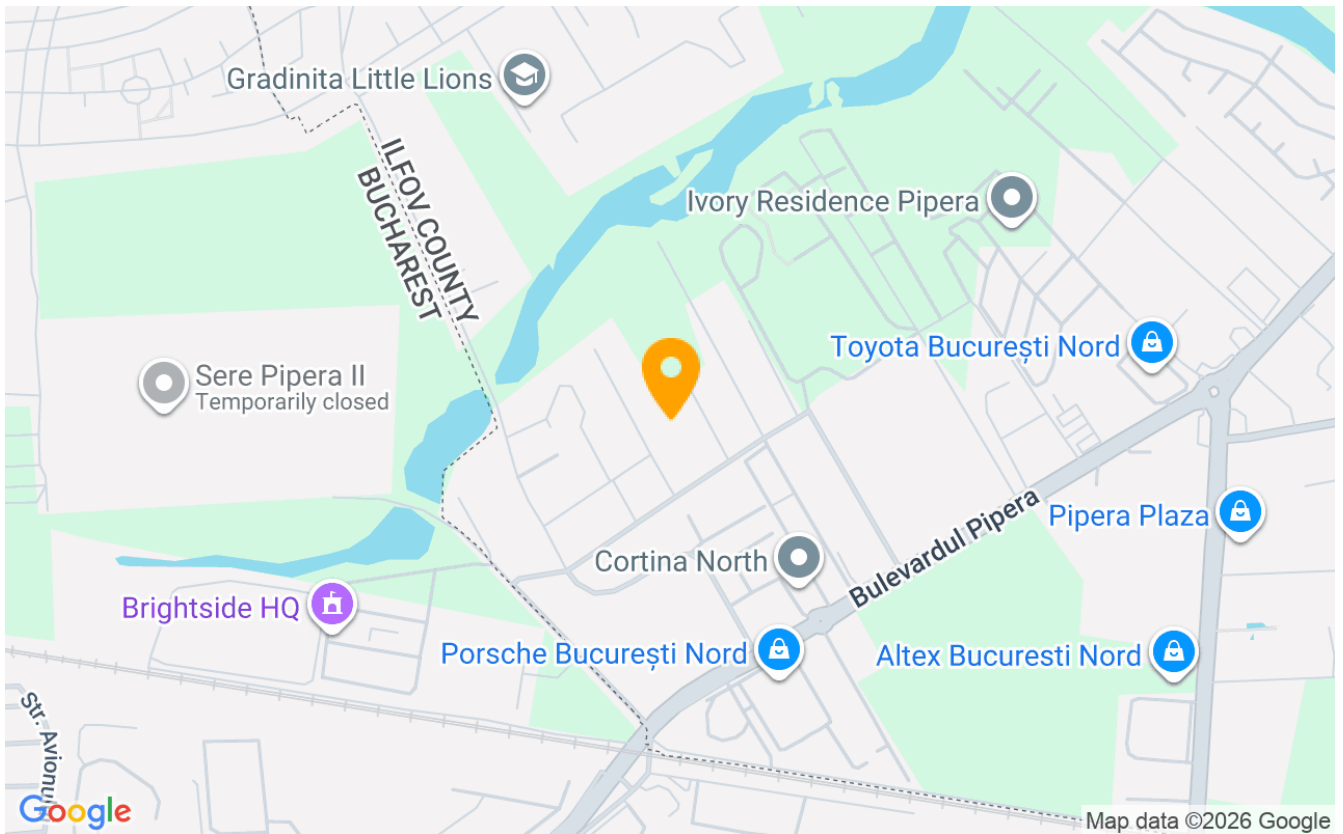 Gradinita Little Lions
ILFOV COUNTY
BUCHAREST
Ivory Residence Pipera
Toyota București Nord
Sere Pipera II
Temporarily closed
Bulevardul Pipera
Pipera Plaza
Cortina North
Brightside HQ
Porsche București Nord
Altex Bucuresti Nord
Str. Avionul
Google
Map data ©2026 Google